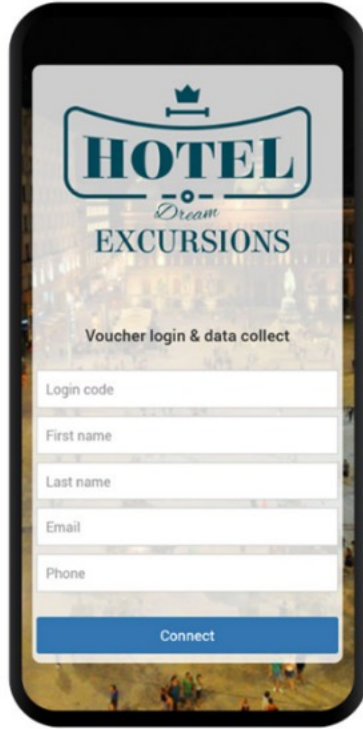 HOTEL
Dream
EXCURSIONS
Voucher login & data collect
Login code
First name
Last name
Email
Phone
Connect